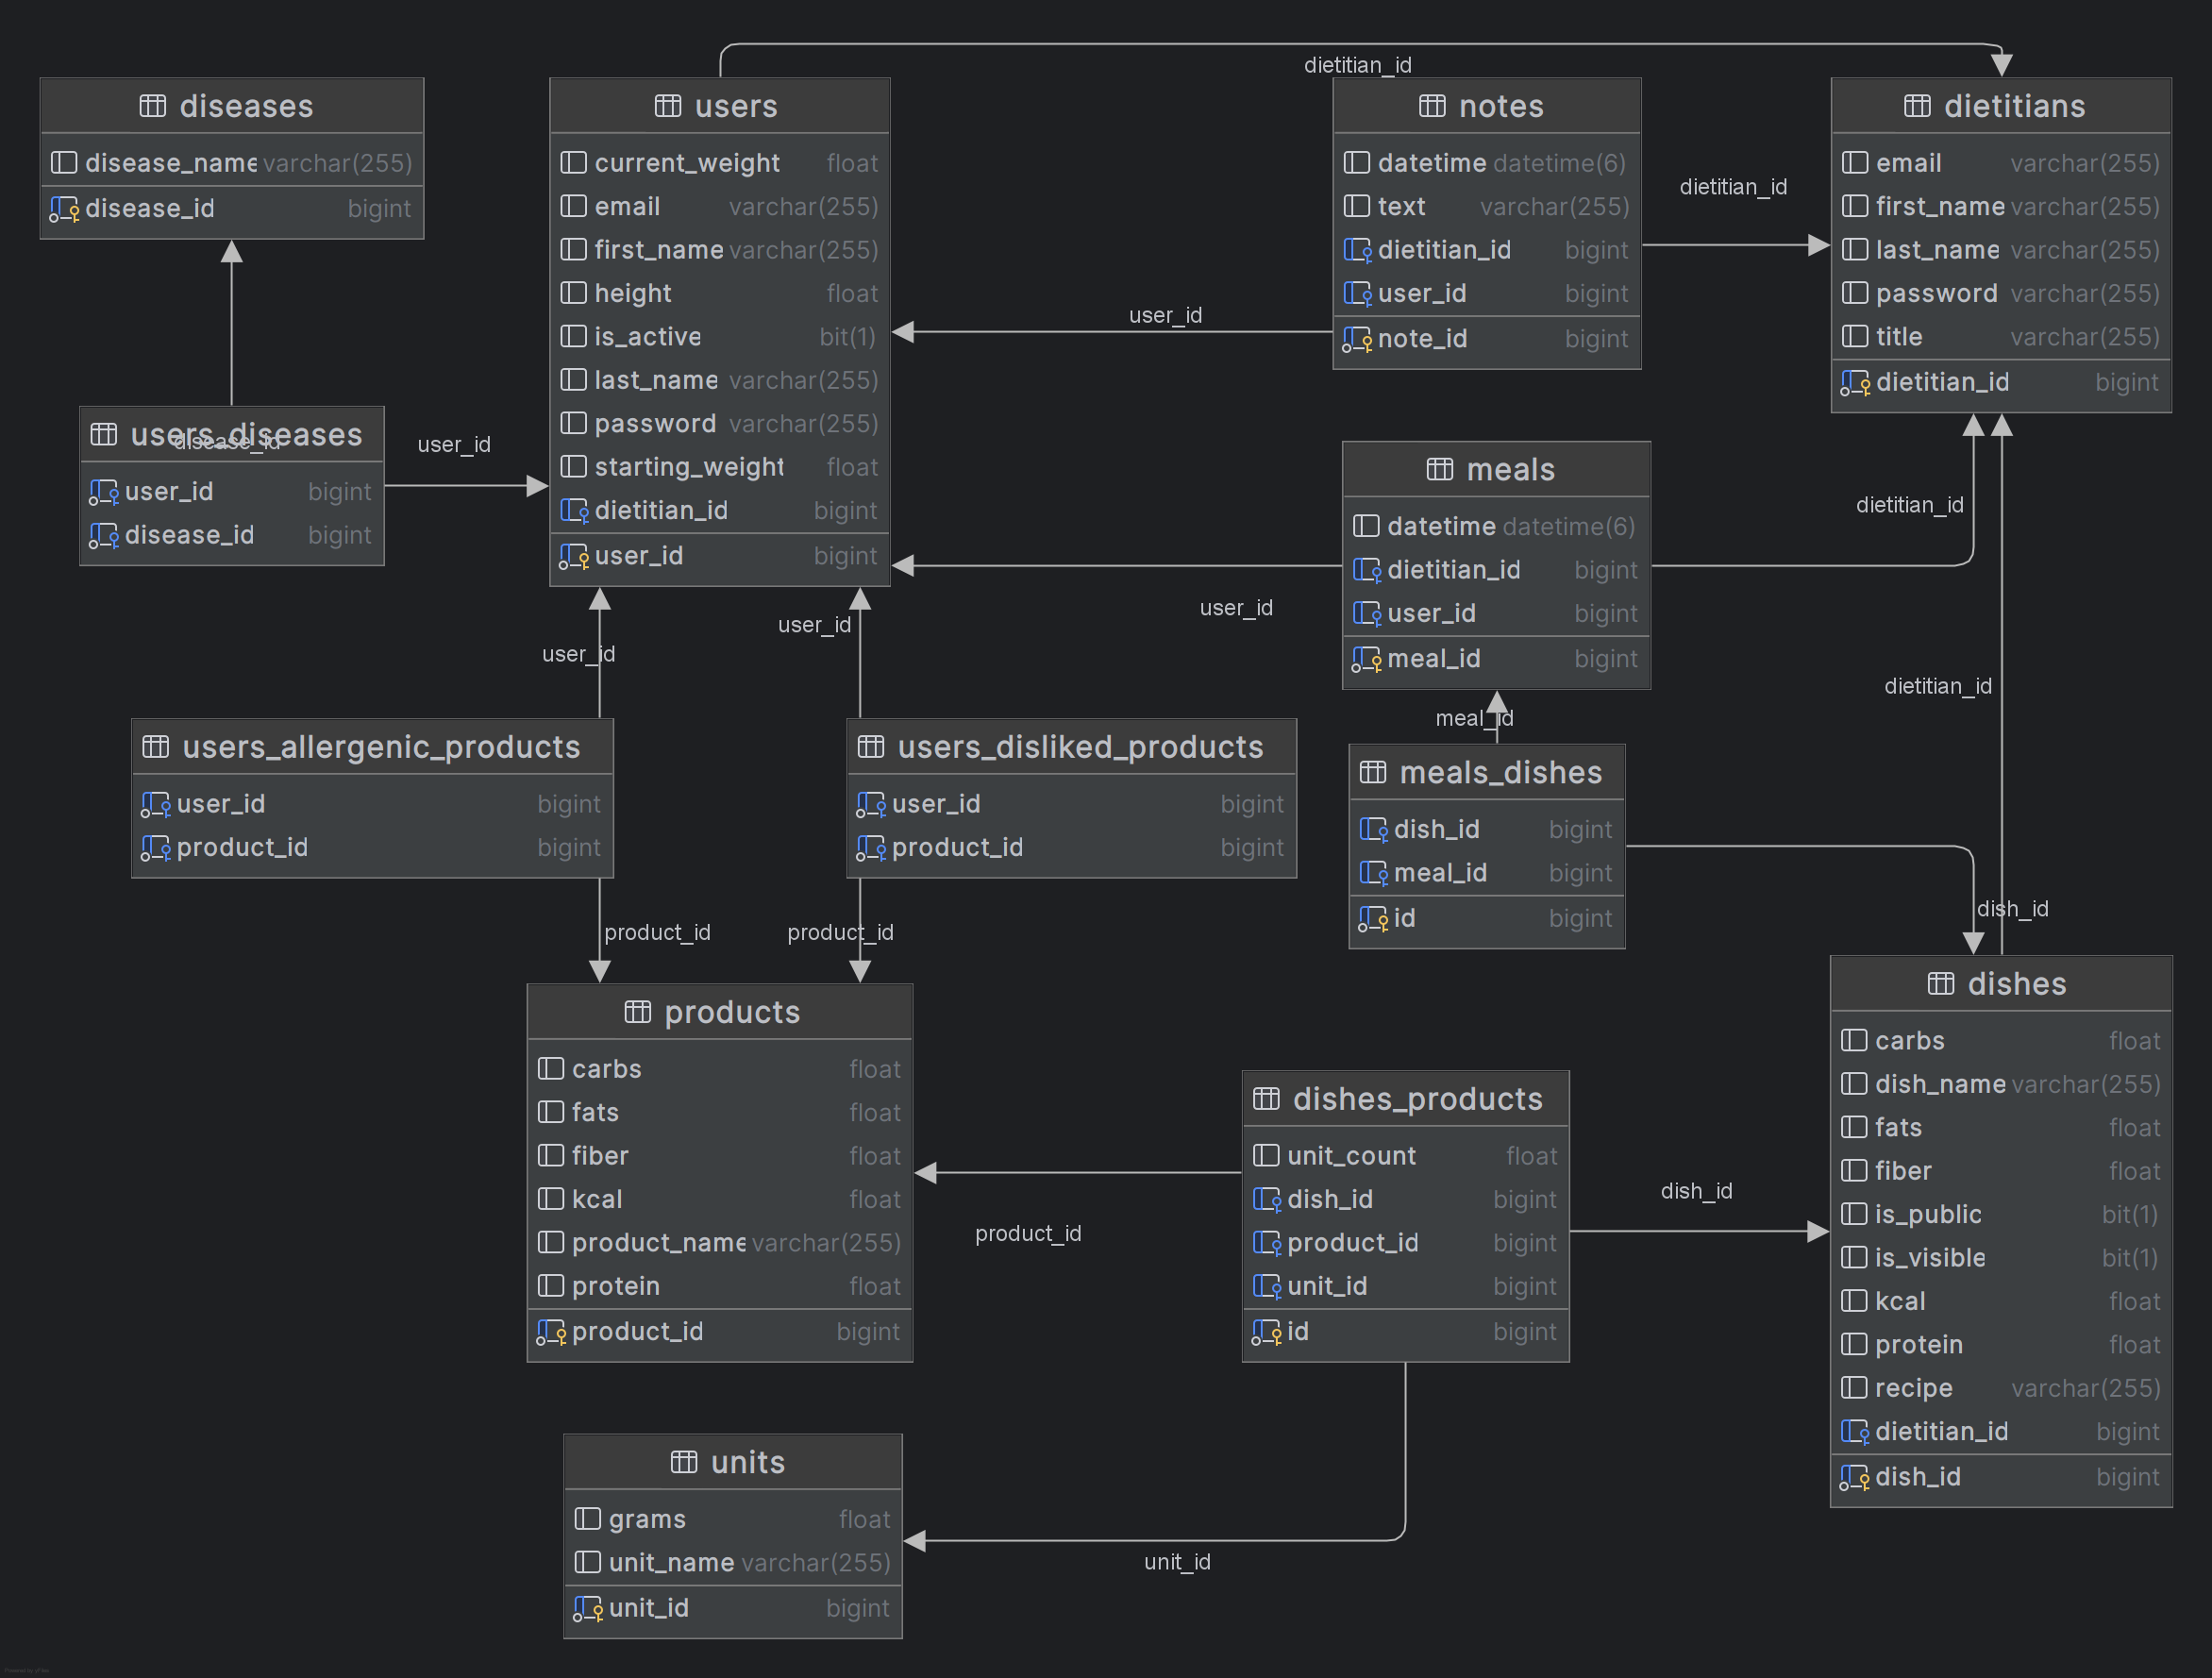 dietitian_id
diseases
disease_name varchar(255)
disease_id bigint
users
current_weight float
email varchar(255)
first_name varchar(255)
height float
is_active bit(1)
last_name varchar(255)
password varchar(255)
starting_weight float
dietitian_id bigint
user_id bigint
notes
datetime datetime(6)
text varchar(255)
dietitian_id bigint
user_id bigint
note_id bigint
dietitian_id
dietitians
email varchar(255)
first_name varchar(255)
last_name varchar(255)
password varchar(255)
title varchar(255)
dietitian_id bigint
user_id
users_diseases
disease_id
user_id bigint
disease_id bigint
user_id
meals
datetime datetime(6)
dietitian_id bigint
user_id bigint
meal_id bigint
dietitian_id
user_id
user_id
user_id
dietitian_id
meal_id
users_allergenic_products
user_id bigint
product_id bigint
users_disliked_products
user_id bigint
product_id bigint
meals_dishes
dish_id bigint
meal_id bigint
id bigint
dish_id
product_id
product_id
products
carbs float
fats float
fiber float
kcal float
product_name varchar(255)
protein float
product_id bigint
product_id
dishes_products
unit_count float
dish_id bigint
product_id bigint
unit_id bigint
id bigint
dish_id
dishes
carbs float
dish_name varchar(255)
fats float
fiber float
is_public bit(1)
is_visible bit(1)
kcal float
protein float
recipe varchar(255)
dietitian_id bigint
dish_id bigint
units
grams float
unit_name varchar(255)
unit_id bigint
unit_id